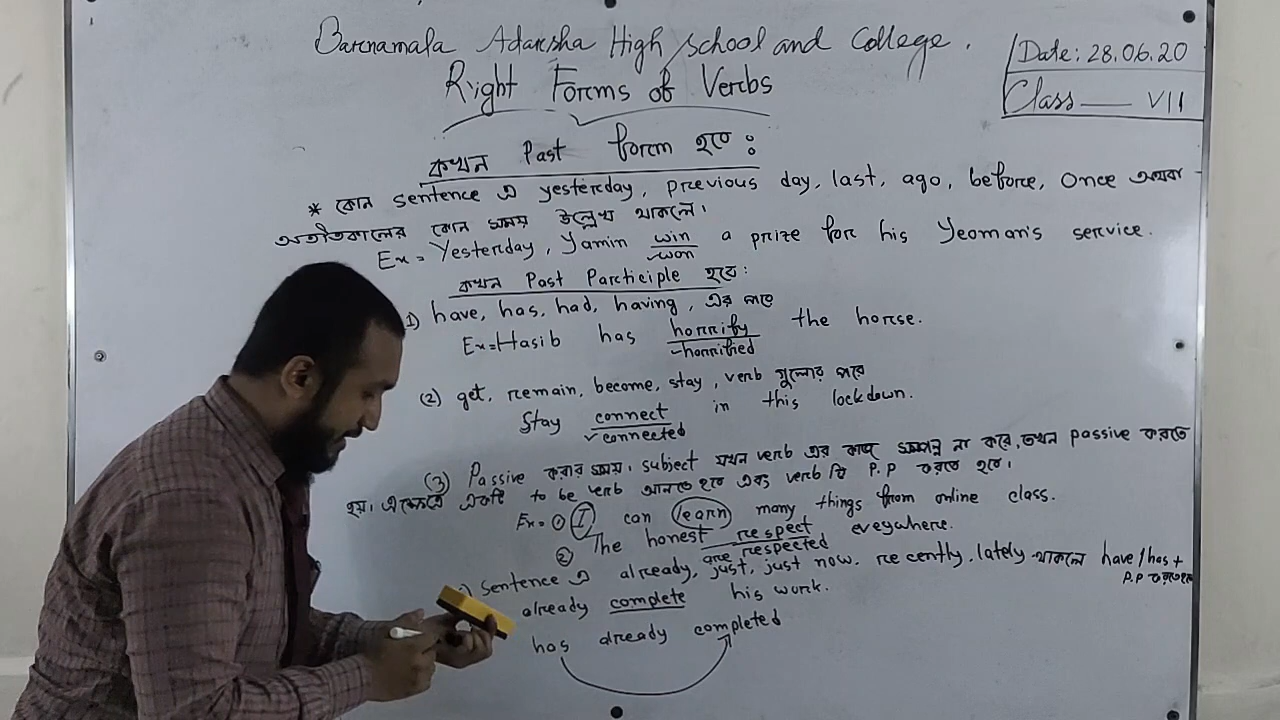 Barnamala Adarsha High School and College.
Date: 28.06.20
Right Forms of Verbs
Class — VII
কখন Past form হবে :
* কোন sentence এ yesterday, previous day, last, ago, before, once অথবা
অতীতকালের কোন সময় উল্লেখ থাকলে।
Ex = Yesterday, Yamin win a prize for his Yeoman's service.
won
কখন Past Participle হবে :
1) have, has, had, having, এর পরে
Ex = Hasib has horrify the horse.
horrified
(2) get, remain, become, stay, verb গুলোর পরে
Stay connect in this lockdown.
connected
(3) Passive করার সময়। subject যখন verb এর কাজ সম্পন্ন না করে, তখন passive করতে
হয়। এক্ষেত্রে একটি to be verb আনতে হবে এবং verb টি P.P করতে হবে।
Ex = ① I can learn many things from online class.
② The honest respect eveywhere.
are respected
Sentence এ already, just, just now, recently, lately থাকলে have/has +
P.P করতে হবে
already complete his work.
has already completed